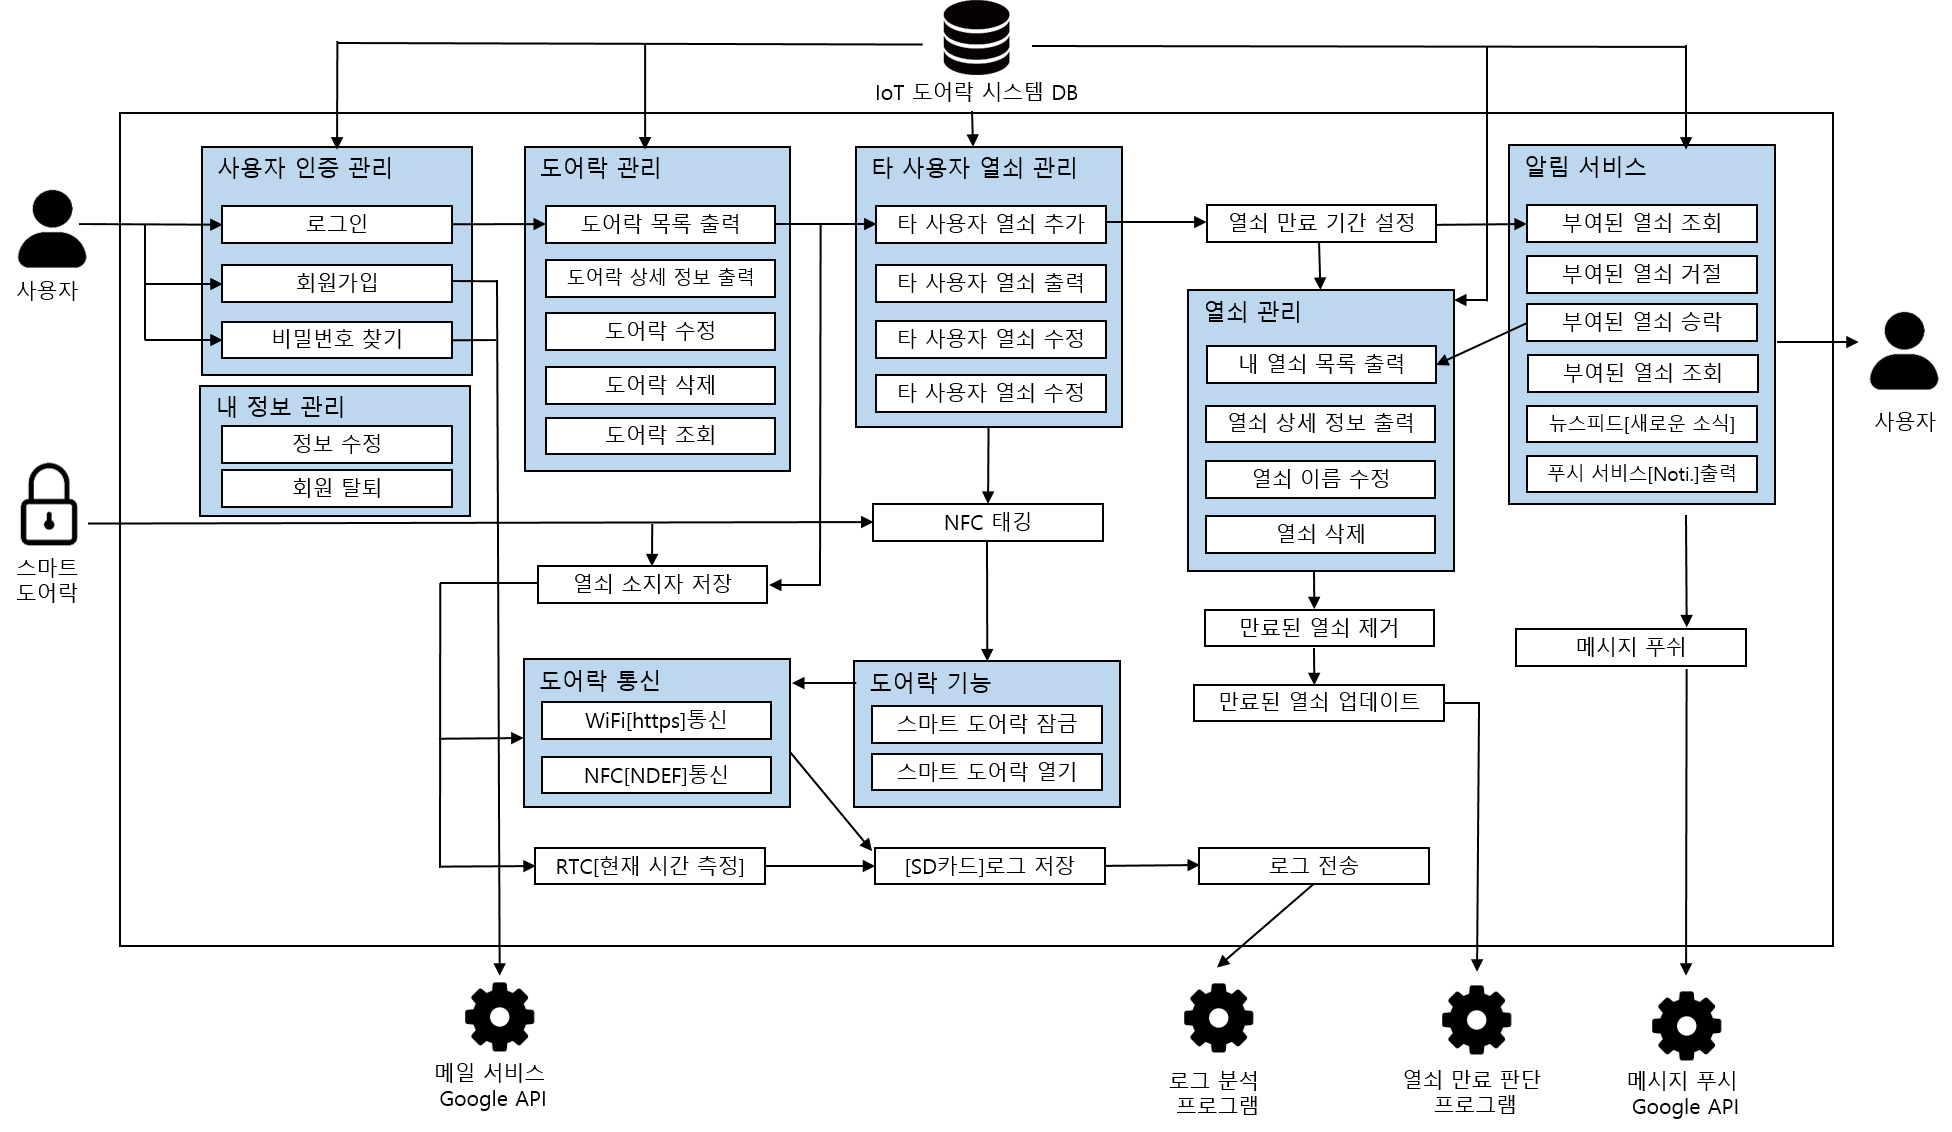 IoT 도어락 시스템 DB
사용자
스마트
도어락
사용자 인증 관리
로그인
회원가입
비밀번호 찾기
내 정보 관리
정보 수정
회원 탈퇴
도어락 관리
도어락 목록 출력
도어락 상세 정보 출력
도어락 수정
도어락 삭제
도어락 조회
타 사용자 열쇠 관리
타 사용자 열쇠 추가
타 사용자 열쇠 출력
타 사용자 열쇠 수정
타 사용자 열쇠 수정
열쇠 만료 기간 설정
열쇠 관리
내 열쇠 목록 출력
열쇠 상세 정보 출력
열쇠 이름 수정
열쇠 삭제
알림 서비스
부여된 열쇠 조회
부여된 열쇠 거절
부여된 열쇠 승락
부여된 열쇠 조회
뉴스피드[새로운 소식]
푸시 서비스[Noti.]출력
사용자
NFC 태깅
열쇠 소지자 저장
만료된 열쇠 제거
만료된 열쇠 업데이트
메시지 푸쉬
도어락 통신
WiFi[https]통신
NFC[NDEF]통신
도어락 기능
스마트 도어락 잠금
스마트 도어락 열기
RTC[현재 시간 측정]
[SD카드]로그 저장
로그 전송
메일 서비스
Google API
로그 분석
프로그램
열쇠 만료 판단
프로그램
메시지 푸시
Google API